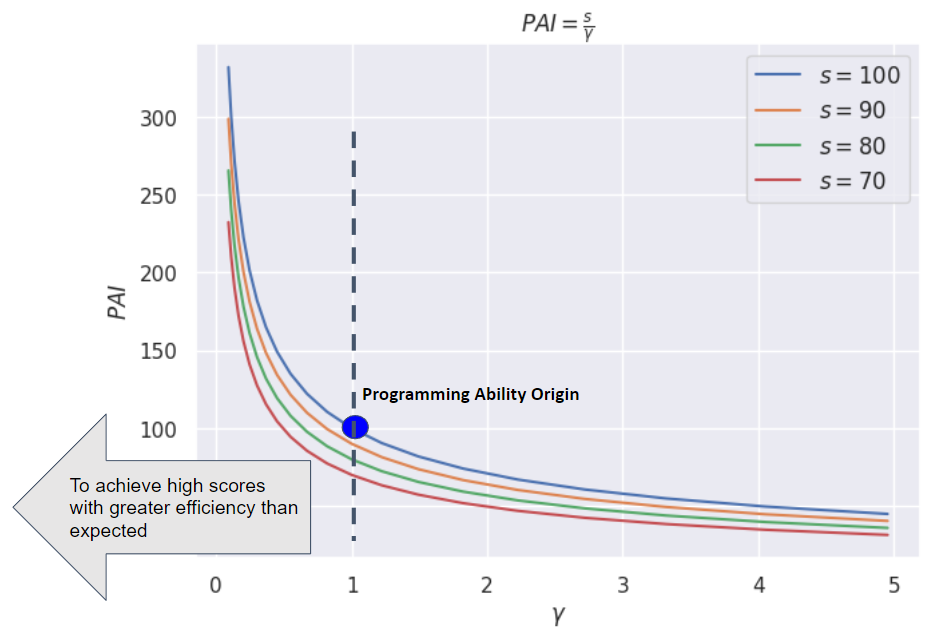 PAI = s/γ
s = 100
s = 90
s = 80
s = 70
300
250
200
150
100
PAI
Programming Ability Origin
To achieve high scores
with greater efficiency than
expected
0 1 2 3 4 5
γ